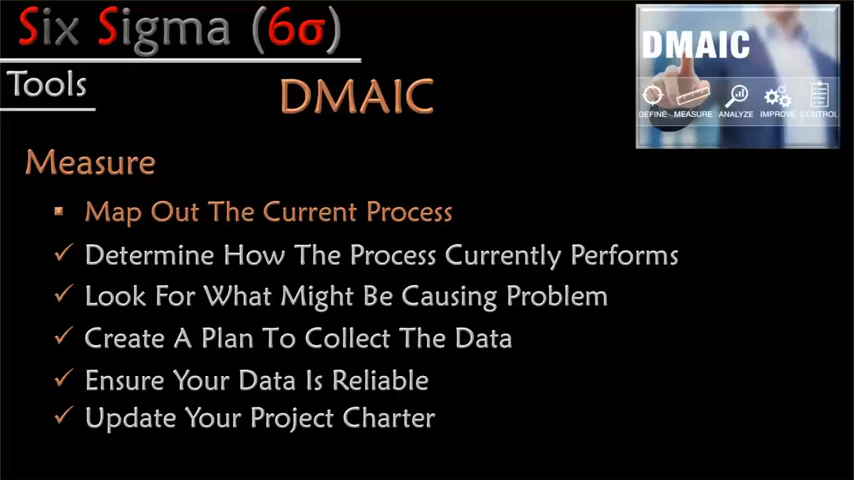 Six Sigma (6σ)
Tools
DMAIC
DMAIC
DEFINE MEASURE ANALYZE IMPROVE CONTROL
Measure
Map Out The Current Process
Determine How The Process Currently Performs
Look For What Might Be Causing Problem
Create A Plan To Collect The Data
Ensure Your Data Is Reliable
Update Your Project Charter